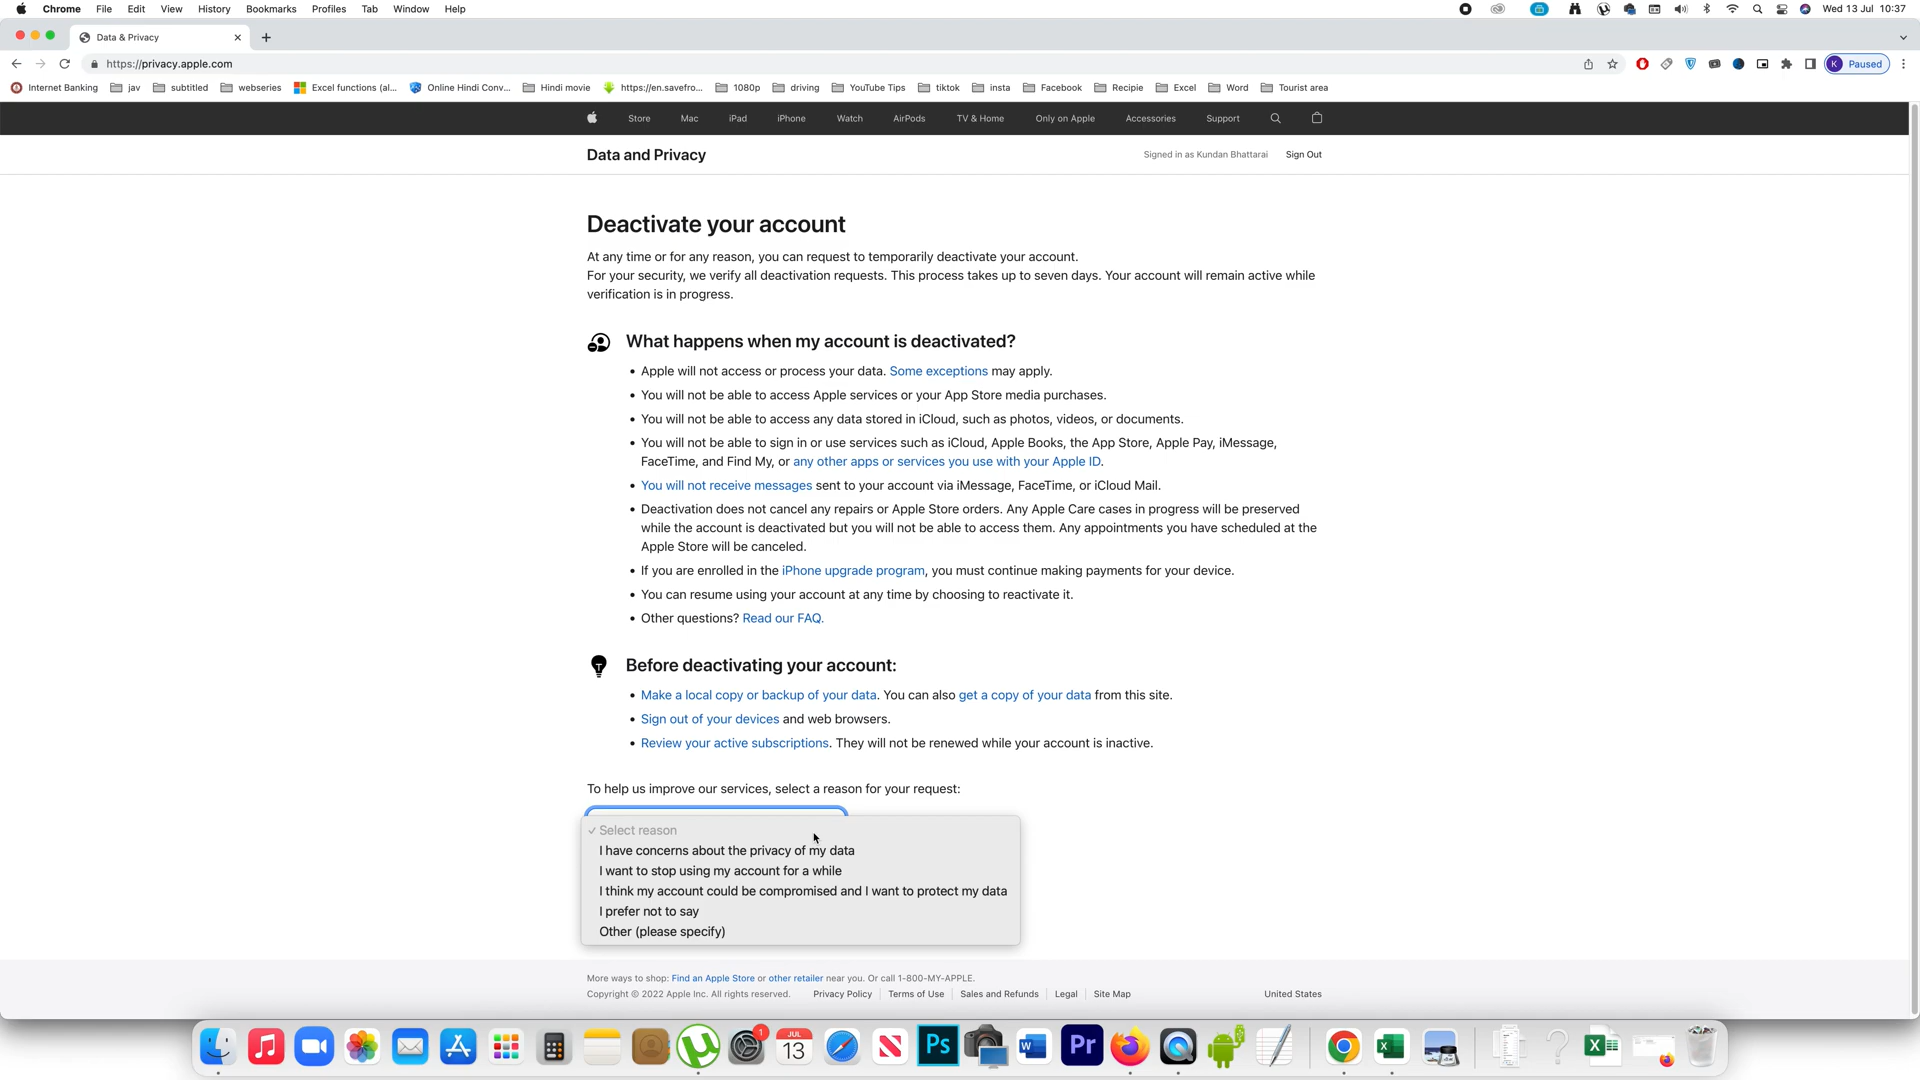 Chrome File Edit View History Bookmarks Profiles Tab Window Help Wed 13 Jul 10:37
Data & Privacy
https://privacy.apple.com K Paused
Internet Banking jav subtitled webseries Excel functions (al... Online Hindi Conv... Hindi movie https://en.savefro... 1080p driving YouTube Tips tiktok insta Facebook Recipie Excel Word Tourist area
Store Mac iPad iPhone Watch AirPods TV & Home Only on Apple Accessories Support
Data and Privacy Signed in as Kundan Bhattarai Sign Out
Deactivate your account
At any time or for any reason, you can request to temporarily deactivate your account.
For your security, we verify all deactivation requests. This process takes up to seven days. Your account will remain active while
verification is in progress.
What happens when my account is deactivated?
• Apple will not access or process your data. Some exceptions may apply.
• You will not be able to access Apple services or your App Store media purchases.
• You will not be able to access any data stored in iCloud, such as photos, videos, or documents.
• You will not be able to sign in or use services such as iCloud, Apple Books, the App Store, Apple Pay, iMessage,
FaceTime, and Find My, or any other apps or services you use with your Apple ID.
• You will not receive messages sent to your account via iMessage, FaceTime, or iCloud Mail.
• Deactivation does not cancel any repairs or Apple Store orders. Any Apple Care cases in progress will be preserved
while the account is deactivated but you will not be able to access them. Any appointments you have scheduled at the
Apple Store will be canceled.
• If you are enrolled in the iPhone upgrade program, you must continue making payments for your device.
• You can resume using your account at any time by choosing to reactivate it.
• Other questions? Read our FAQ.
Before deactivating your account:
• Make a local copy or backup of your data. You can also get a copy of your data from this site.
• Sign out of your devices and web browsers.
• Review your active subscriptions. They will not be renewed while your account is inactive.
To help us improve our services, select a reason for your request:
✓ Select reason
I have concerns about the privacy of my data
I want to stop using my account for a while
I think my account could be compromised and I want to protect my data
I prefer not to say
Other (please specify)
More ways to shop: Find an Apple Store or other retailer near you. Or call 1-800-MY-APPLE.
Copyright © 2022 Apple Inc. All rights reserved. Privacy Policy Terms of Use Sales and Refunds Legal Site Map United States
1 JUL
13 Ps W Pr X ? X